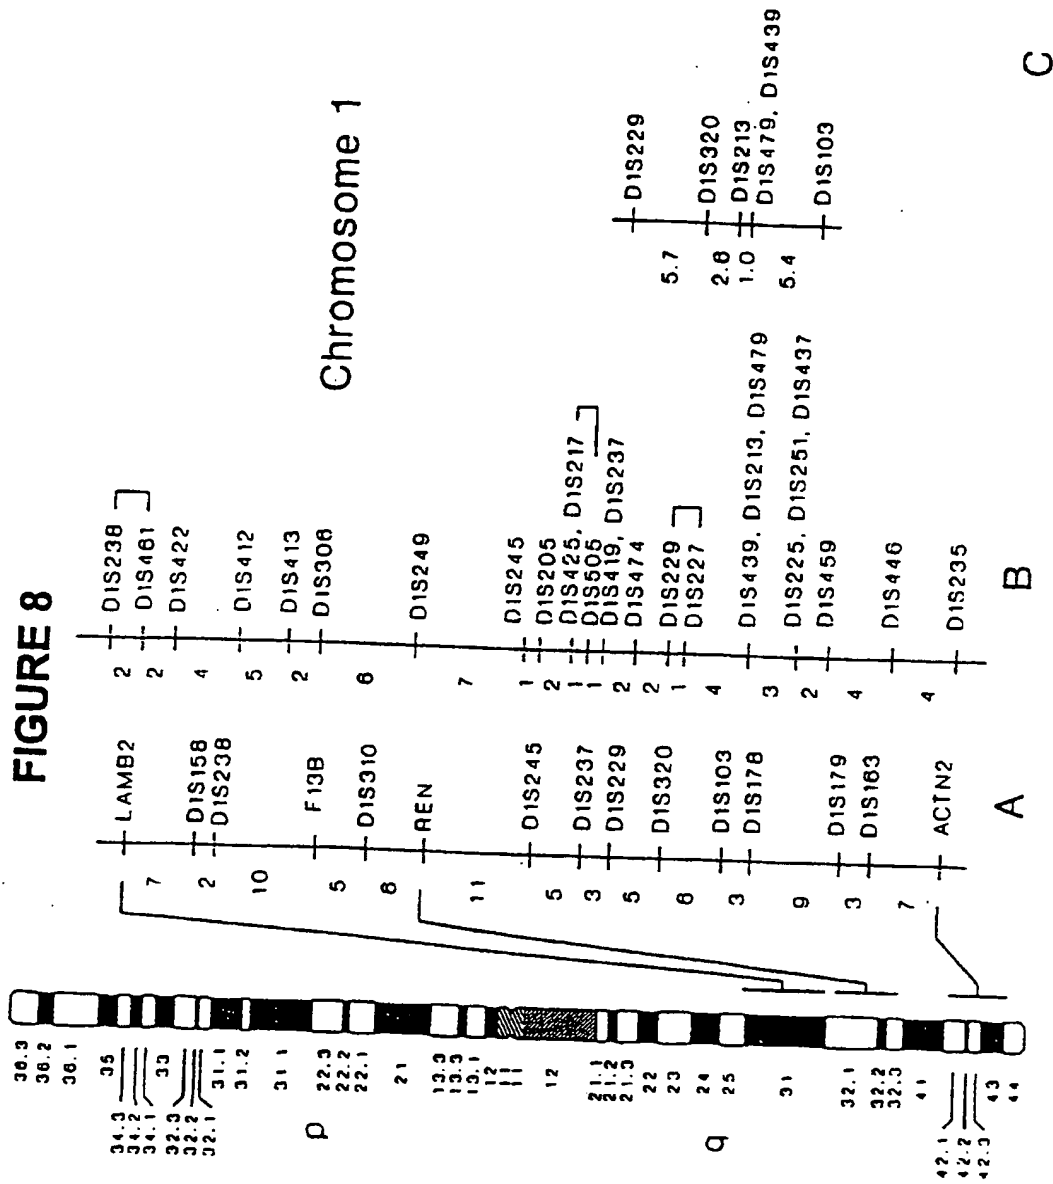 FIGURE 8
Chromosome 1
36.3
36.2
36.1
35
34.3
34.2
34.1
33
32.3
32.2
32.1
31.1
31.2
31.1
22.3
22.2
22.1
21
13.3
13.3
13.1
12
11
11
12
21.1
21.2
21.3
22
23
24
25
31
32.1
32.2
32.3
41
42.1
42.2
42.3
43
44
p
q
LAMB2
7
D1S158
2
D1S238
10
F13B
5
D1S310
8
REN
11
D1S245
5
D1S237
3
D1S229
5
D1S320
6
D1S103
3
D1S178
9
D1S179
3
D1S163
7
ACTN2
A
D1S238
2
D1S461
2
D1S422
4
D1S412
5
D1S413
2
D1S306
6
D1S249
7
D1S245
1
D1S205
2
D1S425, D1S217
1
D1S505
1
D1S419, D1S237
2
D1S474
2
D1S229
1
D1S227
4
D1S439, D1S213, D1S479
3
D1S225, D1S251, D1S437
2
D1S459
4
D1S446
4
D1S235
B
D1S229
5.7
D1S320
2.8
D1S213
1.0
D1S479, D1S439
5.4
D1S103
C